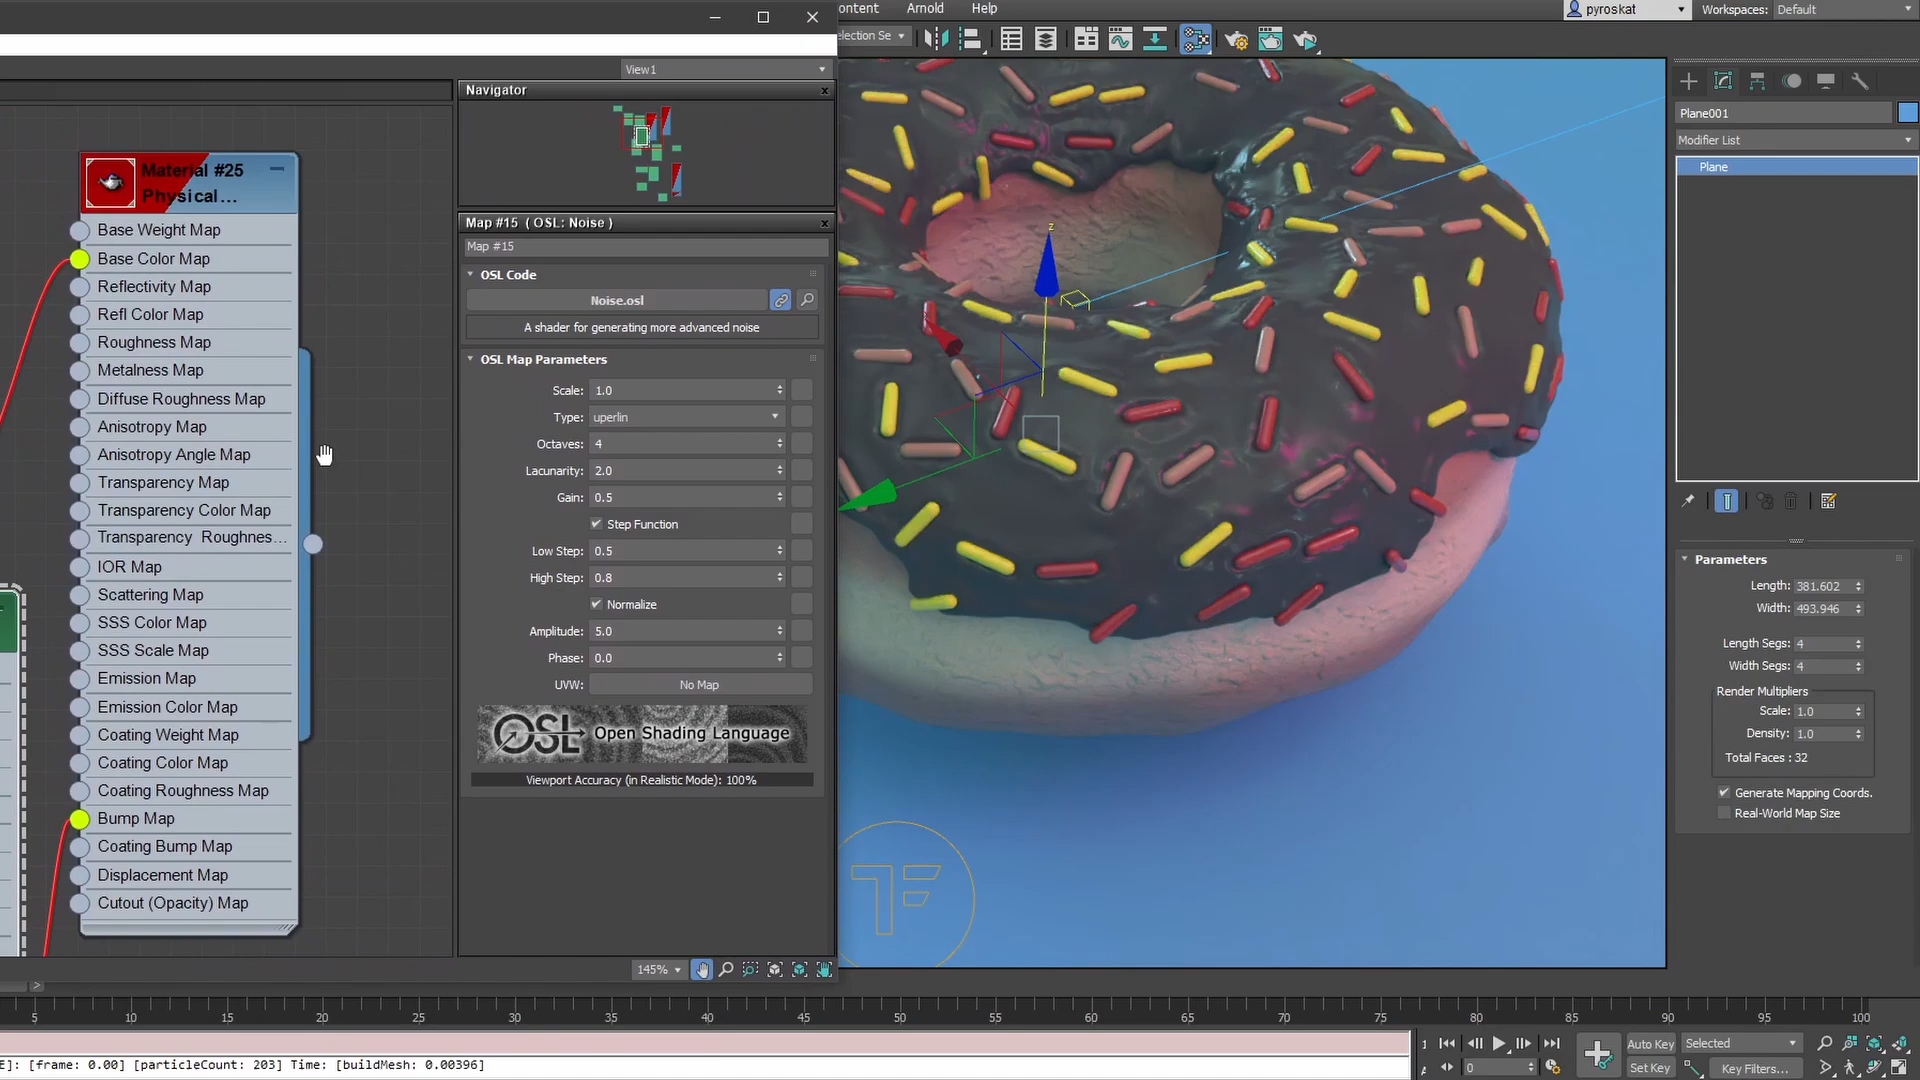 ontent Arnold Help
pyroskat
Workspaces: Default
election Se
View1
Navigator
Material #25
Physical...
Base Weight Map
Base Color Map
Reflectivity Map
Refl Color Map
Roughness Map
Metalness Map
Diffuse Roughness Map
Anisotropy Map
Anisotropy Angle Map
Transparency Map
Transparency Color Map
Transparency Roughnes...
IOR Map
Scattering Map
SSS Color Map
SSS Scale Map
Emission Map
Emission Color Map
Coating Weight Map
Coating Color Map
Coating Roughness Map
Bump Map
Coating Bump Map
Displacement Map
Cutout (Opacity) Map
Map #15 ( OSL: Noise )
Map #15
OSL Code
Noise.osl
A shader for generating more advanced noise
OSL Map Parameters
Scale: 1.0
Type: uperlin
Octaves: 4
Lacunarity: 2.0
Gain: 0.5
Step Function
Low Step: 0.5
High Step: 0.8
Normalize
Amplitude: 5.0
Phase: 0.0
UVW: No Map
OSL Open Shading Language
Viewport Accuracy (in Realistic Mode): 100%
145%
z
TF
Plane001
Modifier List
Plane
Parameters
Length: 381.602
Width: 493.946
Length Segs: 4
Width Segs: 4
Render Multipliers
Scale: 1.0
Density: 1.0
Total Faces : 32
Generate Mapping Coords.
Real-World Map Size
5 10 15 20 25 30 35 40 45 50 55 60 65 70 75 80 85 90 95 100
E]: [frame: 0.00] [particleCount: 203] Time: [buildMesh: 0.00396]
0
Auto Key
Selected
Set Key
Key Filters...